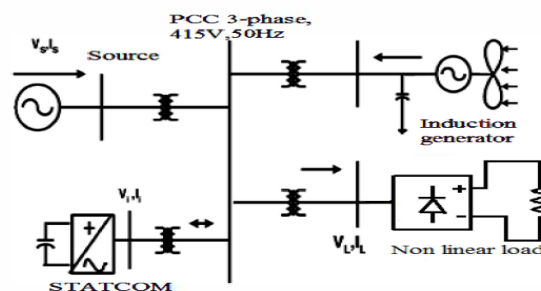 PCC 3-phase,
415V,50Hz
Vs,Is
Source
Induction
generator
Vi,Ii
VL,IL
Non linear load
STATCOM